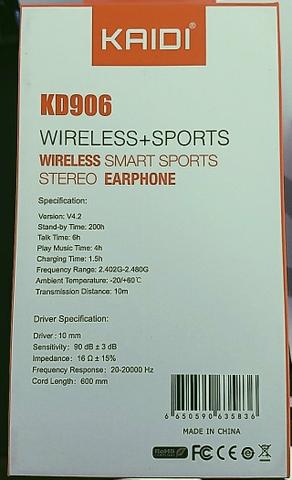 KAIDI
KD906
WIRELESS+SPORTS
WIRELESS SMART SPORTS
STEREO EARPHONE
Specification:
Version: V4.2
Stand-by Time: 200h
Talk Time: 6h
Play Music Time: 4h
Charging Time: 1.5h
Frequency Range: 2.402G-2.480G
Ambient Temperature: -20/+60℃
Transmission Distance: 10m
Driver Specification:
Driver : 10 mm
Sensitivity: 90 dB ± 3 dB
Impedance: 16 Ω ± 15%
Frequency Response: 20-20000 Hz
Cord Length: 600 mm
6 650590 635836
MADE IN CHINA
RoHS
FC CE